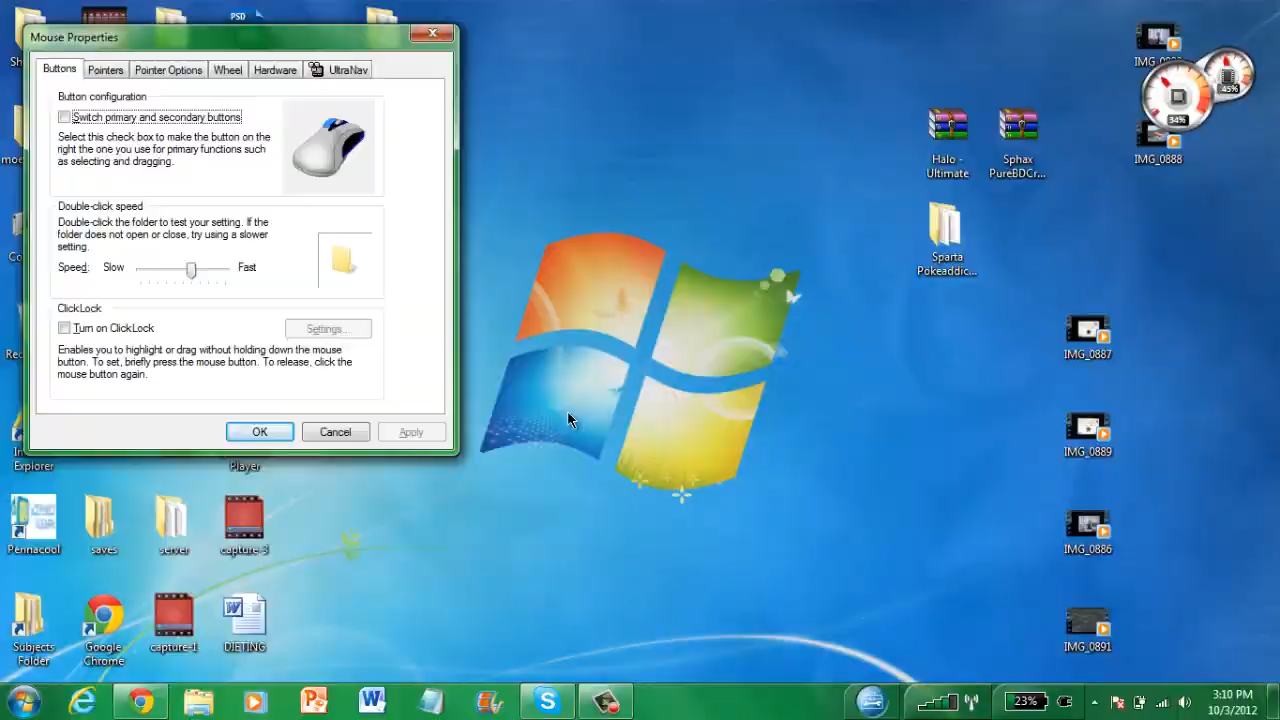 PSD
Mouse Properties
Buttons
Pointers
Pointer Options
Wheel
Hardware
UltraNav
Button configuration
Switch primary and secondary buttons
Select this check box to make the button on the
right the one you use for primary functions such
as selecting and dragging.
Double-click speed
Double-click the folder to test your setting. If the
folder does not open or close, try using a slower
setting.
Speed: Slow Fast
ClickLock
Turn on ClickLock
Settings...
Enables you to highlight or drag without holding down the mouse
button. To set, briefly press the mouse button. To release, click the
mouse button again.
OK
Cancel
Apply
Explorer
Player
Pennacool
saves
server
capture-3
Subjects
Folder
Google
Chrome
capture-1
DIETING
Halo -
Ultimate
Sphax
PureBDCr...
Sparta
Pokeaddic...
45%
34%
IMG_0888
IMG_0887
IMG_0889
IMG_0886
IMG_0891
23%
3:10 PM
10/3/2012